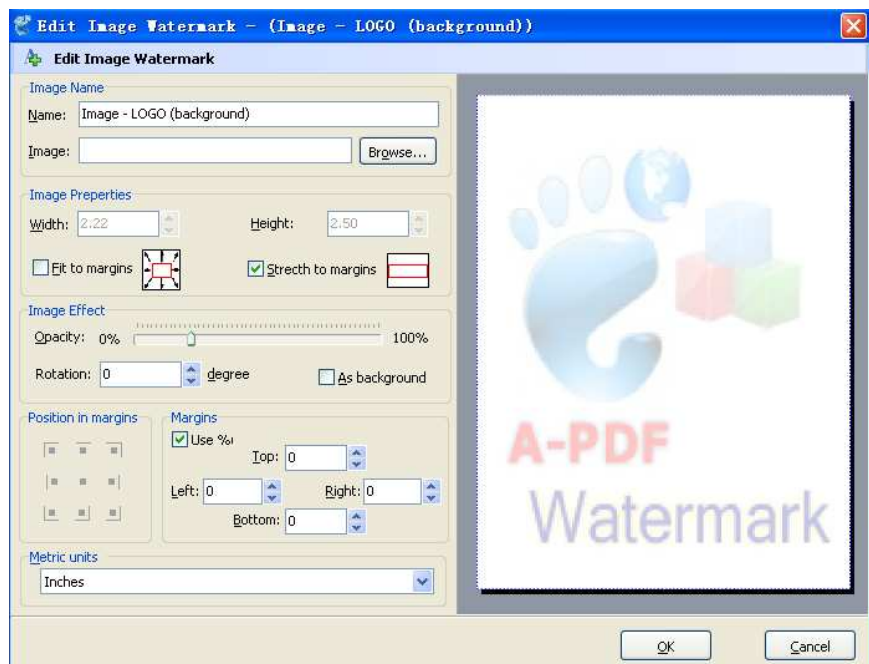 Edit Image Watermark - (Image - LOGO (background))
Edit Image Watermark
Image Name
Name: Image - LOGO (background)
Image: Browse...
Image Preperties
Width: 2.22 Height: 2.50
Fit to margins Strecth to margins
Image Effect
Opacity: 0% 100%
Rotation: 0 degree As background
Position in margins
Margins
Use %
Top: 0
Left: 0 Right: 0
Bottom: 0
Metric units
Inches
A-PDF
Watermark
OK Cancel